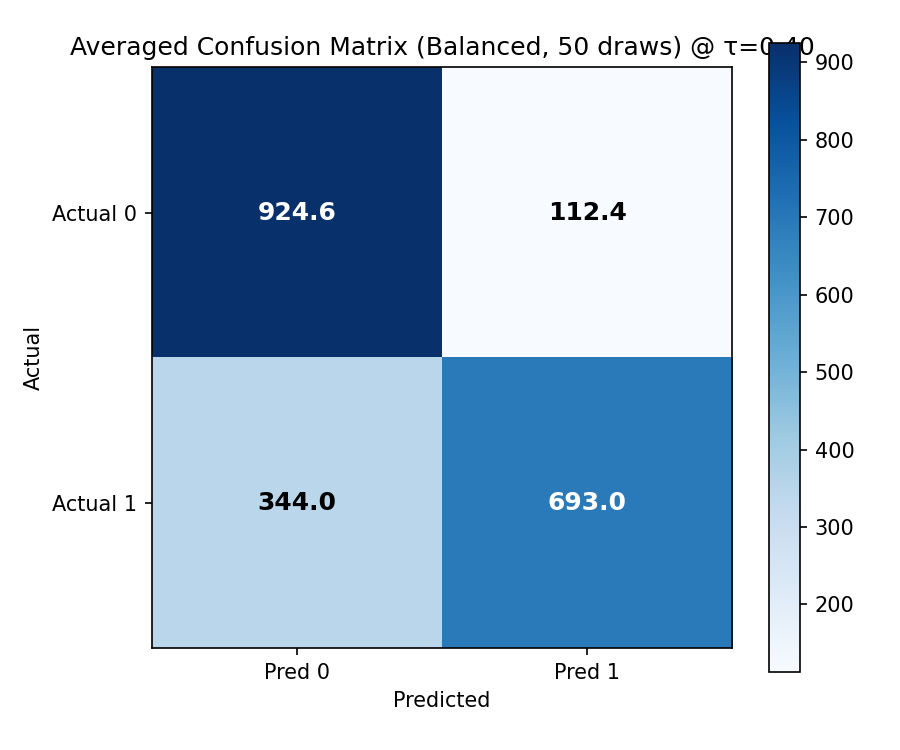 Averaged Confusion Matrix (Balanced, 50 draws) @ τ=0.40
Actual
Actual 0
924.6
112.4
Actual 1
344.0
693.0
Pred 0
Pred 1
Predicted
900
800
700
600
500
400
300
200